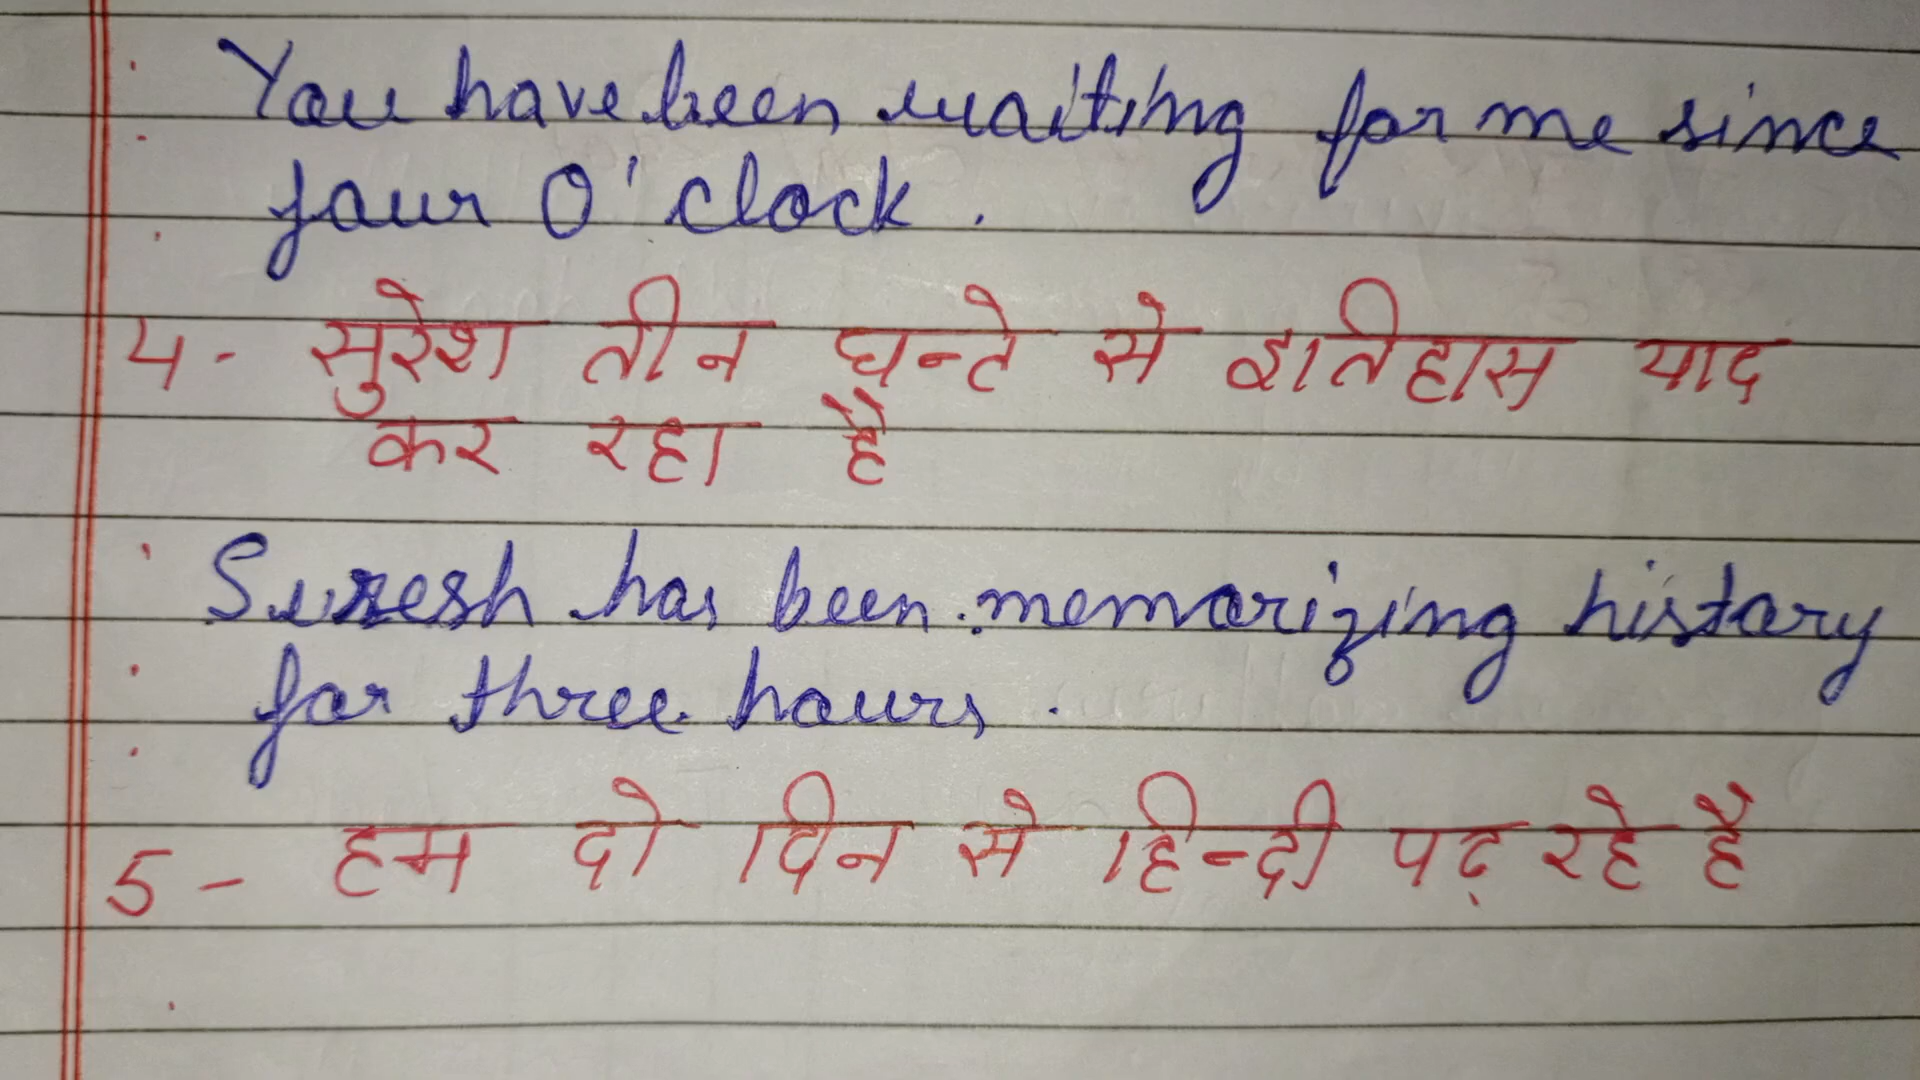 You have been waiting for me since
four O'clock.
4- सुरेश तीन घन्टे से इतिहास याद
कर रहा है
Suresh has been memorizing history
for three hours.
5- हम दो दिन से हिन्दी पढ़ रहे है